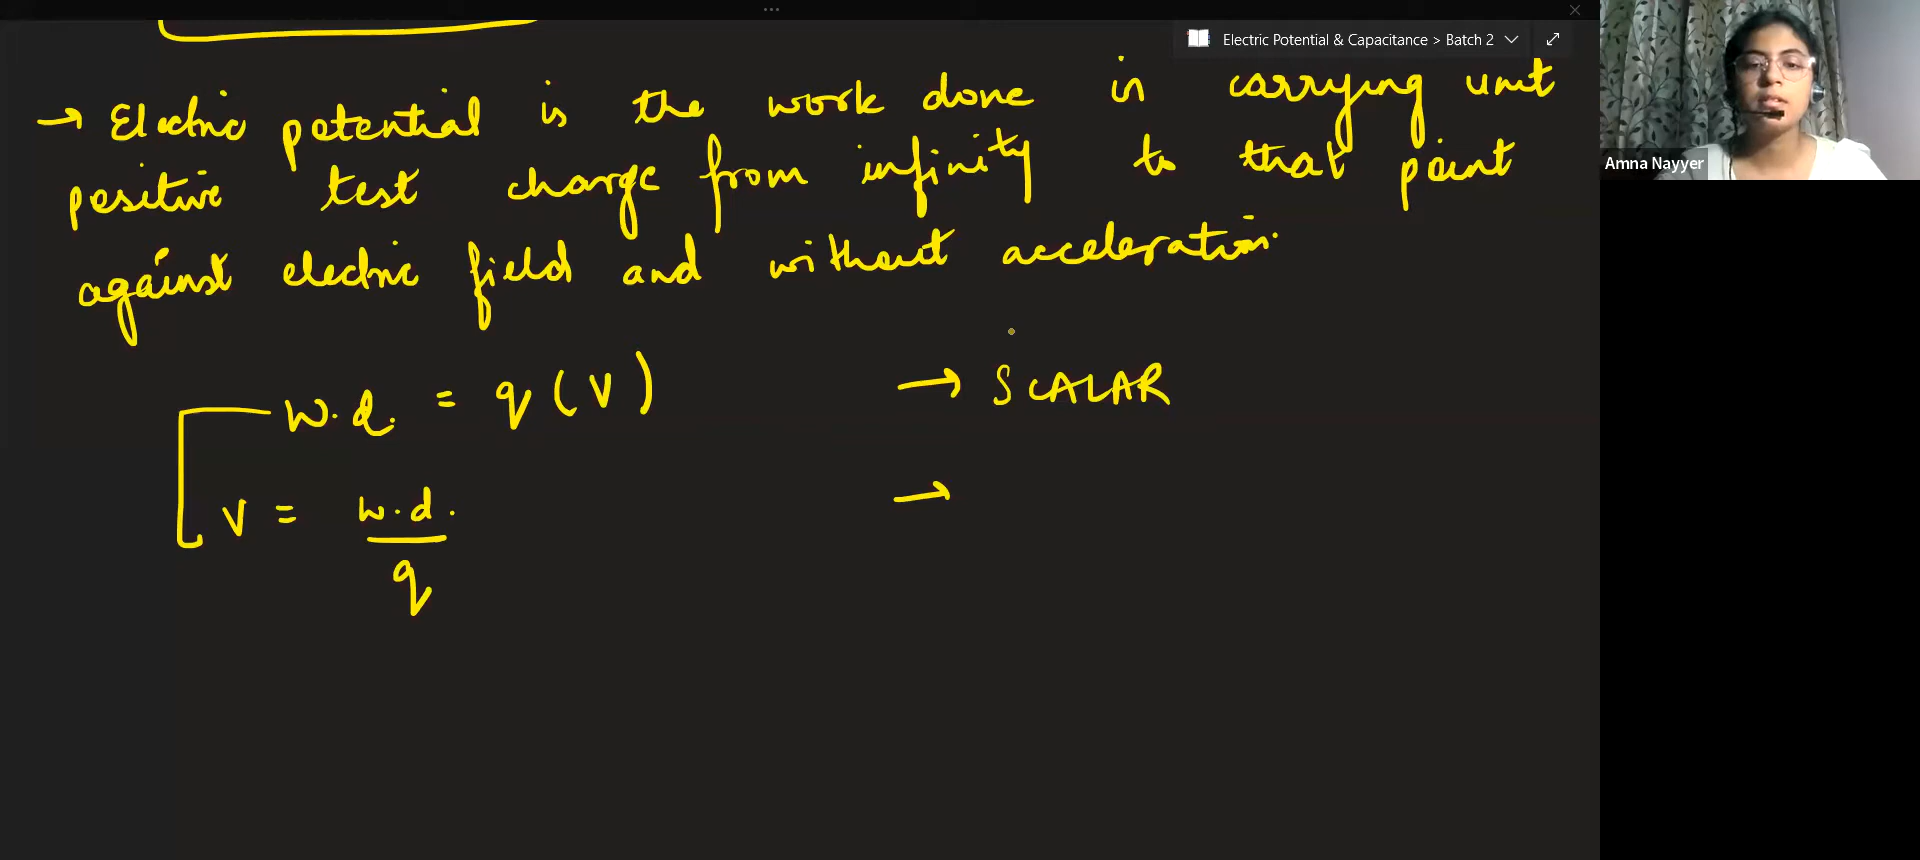 Electric Potential & Capacitance > Batch 2
Amna Nayyer
→ Electric potential is the work done in carrying unit
positive test charge from infinity to that point
against electric field and without acceleration.
w.d. = q (V)
→ SCALAR
V = w.d.
q
→